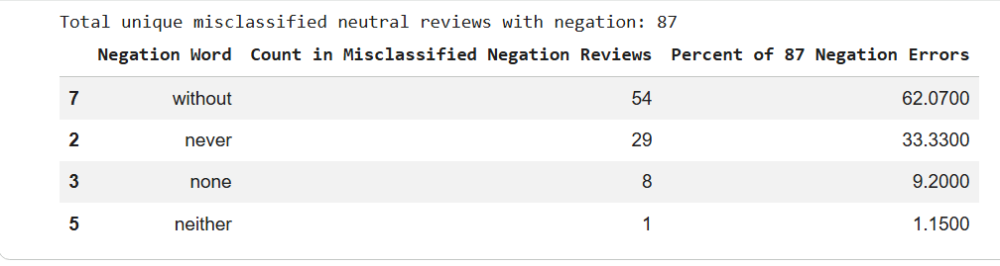 Total unique misclassified neutral reviews with negation: 87
Negation Word Count in Misclassified Negation Reviews Percent of 87 Negation Errors
7 without 54 62.0700
2 never 29 33.3300
3 none 8 9.2000
5 neither 1 1.1500